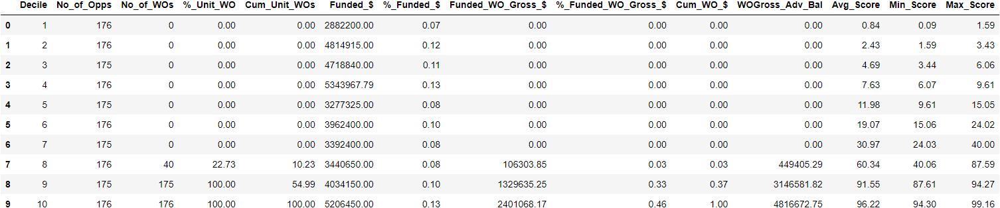 Decile No_of_Opps No_of_WOs %_Unit_WO Cum_Unit_WOs Funded_$ %_Funded_$ Funded_WO_Gross_$ %_Funded_WO_Gross_$ Cum_WO_$ WOGross_Adv_Bal Avg_Score Min_Score Max_Score
0 1 176 0 0.00 0.00 2882200.00 0.07 0.00 0.00 0.00 0.00 0.84 0.09 1.59
1 2 176 0 0.00 0.00 4814915.00 0.12 0.00 0.00 0.00 0.00 2.43 1.59 3.43
2 3 175 0 0.00 0.00 4718840.00 0.11 0.00 0.00 0.00 0.00 4.69 3.44 6.06
3 4 176 0 0.00 0.00 5343967.79 0.13 0.00 0.00 0.00 0.00 7.63 6.07 9.61
4 5 175 0 0.00 0.00 3277325.00 0.08 0.00 0.00 0.00 0.00 11.98 9.61 15.05
5 6 176 0 0.00 0.00 3962400.00 0.10 0.00 0.00 0.00 0.00 19.07 15.06 24.02
6 7 175 0 0.00 0.00 3392400.00 0.08 0.00 0.00 0.00 0.00 30.97 24.03 40.00
7 8 176 40 22.73 10.23 3440650.00 0.08 106303.85 0.03 0.03 449405.29 60.34 40.06 87.59
8 9 175 175 100.00 54.99 4034150.00 0.10 1329635.25 0.33 0.37 3146581.82 91.55 87.61 94.27
9 10 176 176 100.00 100.00 5206450.00 0.13 2401068.17 0.46 1.00 4816672.75 96.22 94.30 99.16